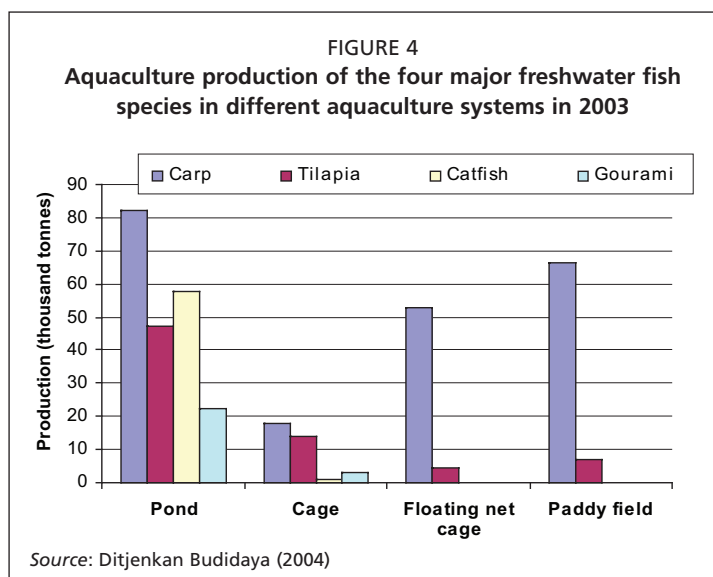 FIGURE 4
Aquaculture production of the four major freshwater fish
species in different aquaculture systems in 2003
Carp Tilapia Catfish Gourami
Production (thousand tonnes)
90
80
70
60
50
40
30
20
10
0
Pond Cage Floating net Paddy field
cage
Source: Ditjenkan Budidaya (2004)